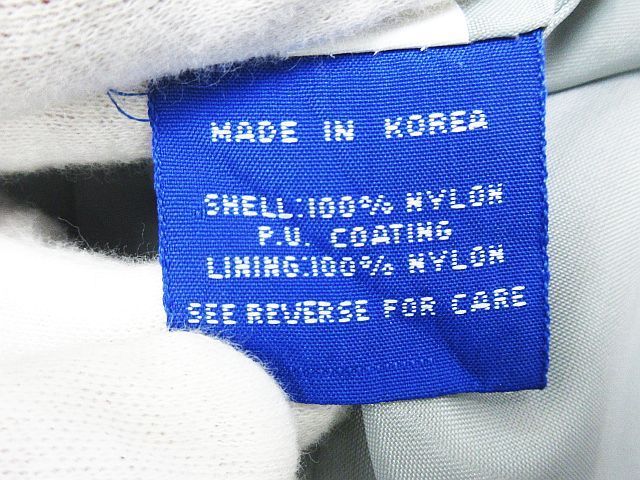 MADE IN KOREA
SHELL:100% NYLON
P.U. COATING
LINING:100% NYLON
SEE REVERSE FOR CARE